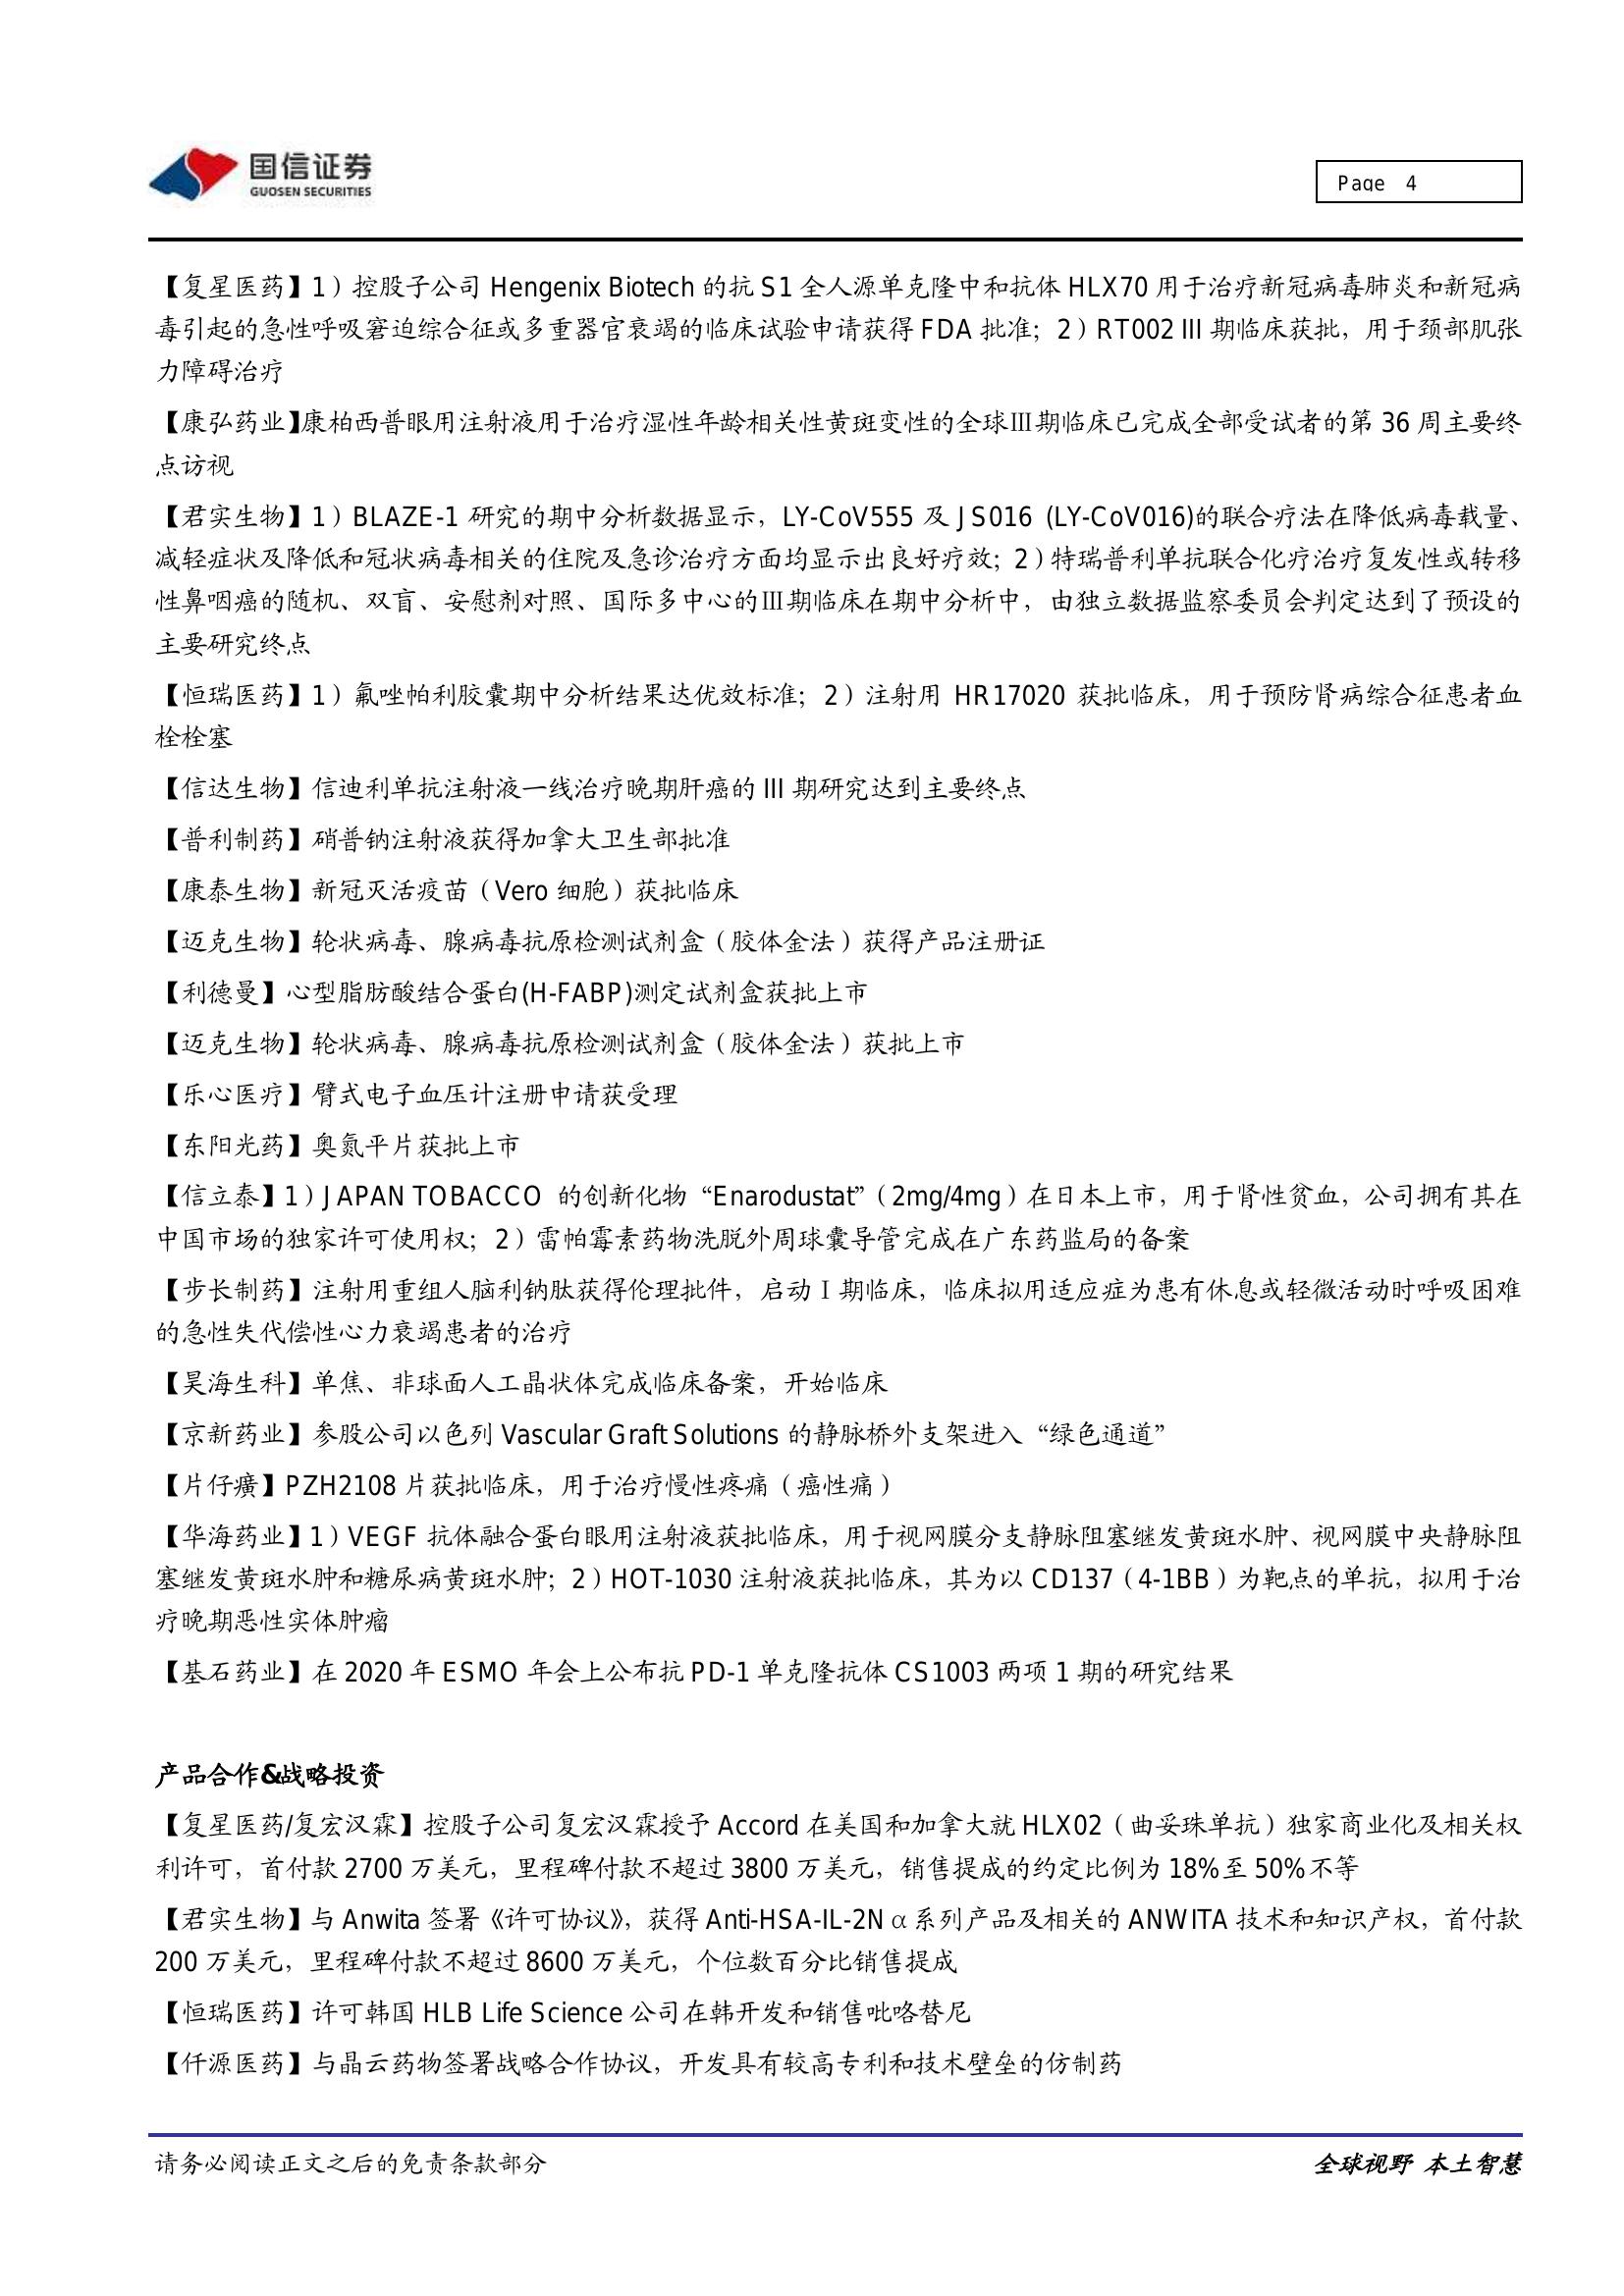 国信证券
GUOSEN SECURITIES
Page 4
【复星医药】1）控股子公司 Hengenix Biotech 的抗 S1 全人源单克隆中和抗体 HLX70 用于治疗新冠病毒肺炎和新冠病
毒引起的急性呼吸窘迫综合征或多重器官衰竭的临床试验申请获得 FDA 批准；2）RT002 III 期临床获批，用于颈部肌张
力障碍治疗
【康弘药业】康柏西普眼用注射液用于治疗湿性年龄相关性黄斑变性的全球Ⅲ期临床已完成全部受试者的第 36 周主要终
点访视
【君实生物】1）BLAZE-1 研究的期中分析数据显示，LY-CoV555 及 JS016 (LY-CoV016)的联合疗法在降低病毒载量、
减轻症状及降低和冠状病毒相关的住院及急诊治疗方面均显示出良好疗效；2）特瑞普利单抗联合化疗治疗复发性或转移
性鼻咽癌的随机、双盲、安慰剂对照、国际多中心的Ⅲ期临床在期中分析中，由独立数据监察委员会判定达到了预设的
主要研究终点
【恒瑞医药】1）氟唑帕利胶囊期中分析结果达优效标准；2）注射用 HR17020 获批临床，用于预防肾病综合征患者血
栓栓塞
【信达生物】信迪利单抗注射液一线治疗晚期肝癌的 III 期研究达到主要终点
【普利制药】硝普钠注射液获得加拿大卫生部批准
【康泰生物】新冠灭活疫苗（Vero 细胞）获批临床
【迈克生物】轮状病毒、腺病毒抗原检测试剂盒（胶体金法）获得产品注册证
【利德曼】心型脂肪酸结合蛋白(H-FABP)测定试剂盒获批上市
【迈克生物】轮状病毒、腺病毒抗原检测试剂盒（胶体金法）获批上市
【乐心医疗】臂式电子血压计注册申请获受理
【东阳光药】奥氮平片获批上市
【信立泰】1）JAPAN TOBACCO 的创新化物“Enarodustat”（2mg/4mg）在日本上市，用于肾性贫血，公司拥有其在
中国市场的独家许可使用权；2）雷帕霉素药物洗脱外周球囊导管完成在广东药监局的备案
【步长制药】注射用重组人脑利钠肽获得伦理批件，启动Ⅰ期临床，临床拟用适应症为患有休息或轻微活动时呼吸困难
的急性失代偿性心力衰竭患者的治疗
【昊海生科】单焦、非球面人工晶状体完成临床备案，开始临床
【京新药业】参股公司以色列 Vascular Graft Solutions 的静脉桥外支架进入“绿色通道”
【片仔癀】PZH2108 片获批临床，用于治疗慢性疼痛（癌性痛）
【华海药业】1）VEGF 抗体融合蛋白眼用注射液获批临床，用于视网膜分支静脉阻塞继发黄斑水肿、视网膜中央静脉阻
塞继发黄斑水肿和糖尿病黄斑水肿；2）HOT-1030 注射液获批临床，其为以 CD137（4-1BB）为靶点的单抗，拟用于治
疗晚期恶性实体肿瘤
【基石药业】在 2020 年 ESMO 年会上公布抗 PD-1 单克隆抗体 CS1003 两项 1 期的研究结果
产品合作&战略投资
【复星医药/复宏汉霖】控股子公司复宏汉霖授予 Accord 在美国和加拿大就 HLX02（曲妥珠单抗）独家商业化及相关权
利许可，首付款 2700 万美元，里程碑付款不超过 3800 万美元，销售提成的约定比例为 18%至 50%不等
【君实生物】与 Anwita 签署《许可协议》，获得 Anti-HSA-IL-2Nα系列产品及相关的 ANWITA 技术和知识产权，首付款
200 万美元，里程碑付款不超过 8600 万美元，个位数百分比销售提成
【恒瑞医药】许可韩国 HLB Life Science 公司在韩开发和销售吡咯替尼
【仟源医药】与晶云药物签署战略合作协议，开发具有较高专利和技术壁垒的仿制药
请务必阅读正文之后的免责条款部分
全球视野 本土智慧